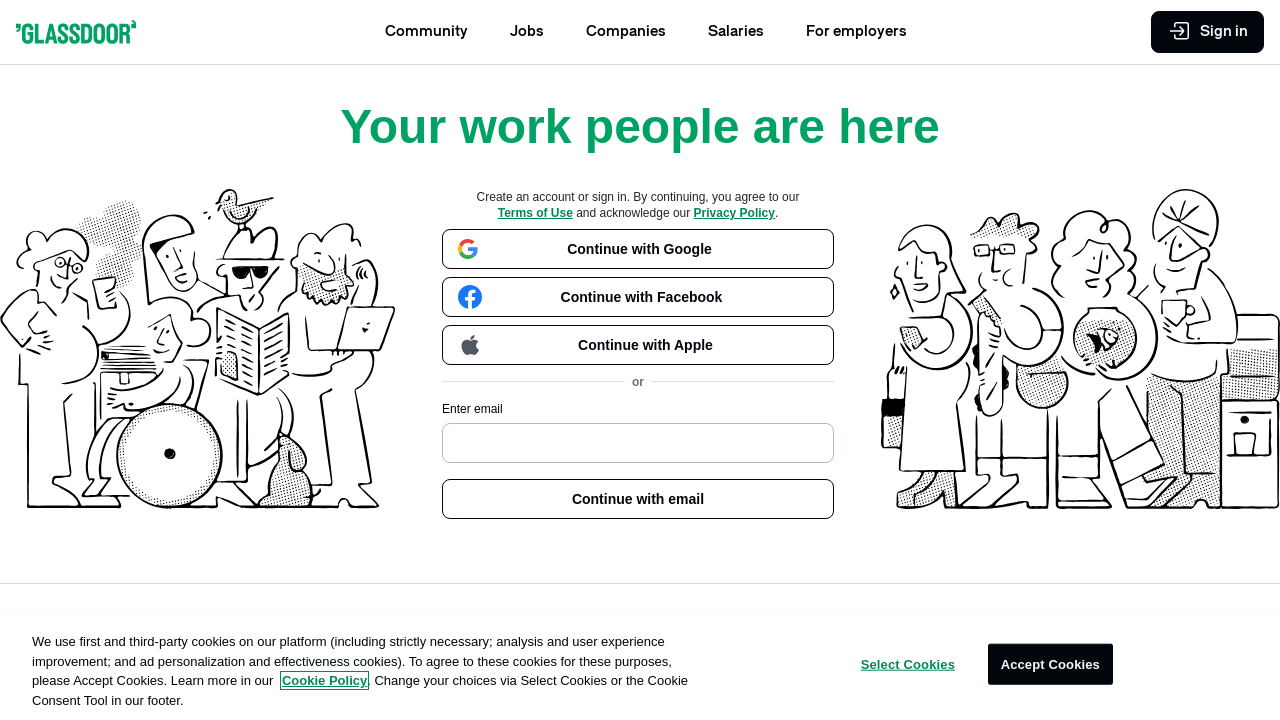 GLASSDOOR
Community
Jobs
Companies
Salaries
For employers
Sign in
Your work people are here
Create an account or sign in. By continuing, you agree to our
Terms of Use and acknowledge our Privacy Policy.
Continue with Google
Continue with Facebook
Continue with Apple
or
Enter email
Continue with email
We use first and third-party cookies on our platform (including strictly necessary; analysis and user experience
improvement; and ad personalization and effectiveness cookies). To agree to these cookies for these purposes,
please Accept Cookies. Learn more in our Cookie Policy. Change your choices via Select Cookies or the Cookie
Consent Tool in our footer.
Select Cookies
Accept Cookies